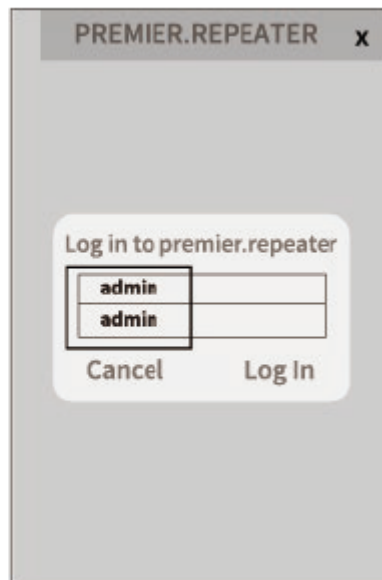 PREMIER.REPEATER X
Log in to premier.repeater
admin
admin
Cancel Log In